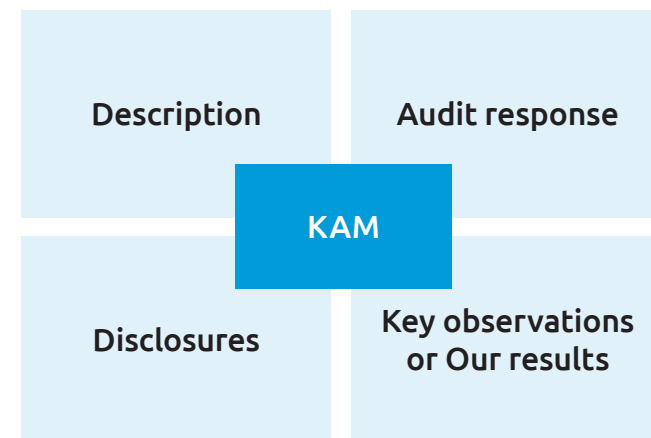 Description
Audit response
KAM
Disclosures
Key observations
or Our results